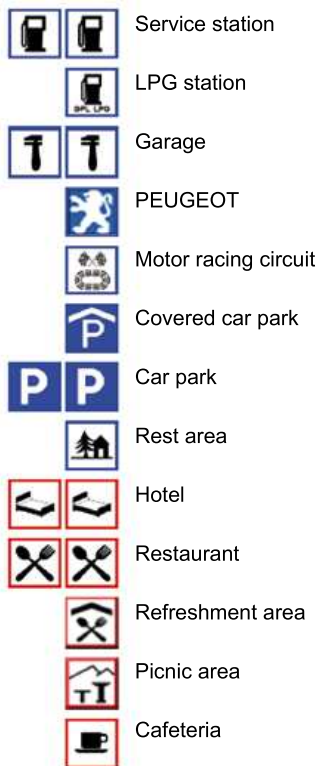 Service station
GPL LPG
LPG station
Garage
PEUGEOT
Motor racing circuit
P
Covered car park
P P
Car park
Rest area
Hotel
Restaurant
Refreshment area
Picnic area
Cafeteria